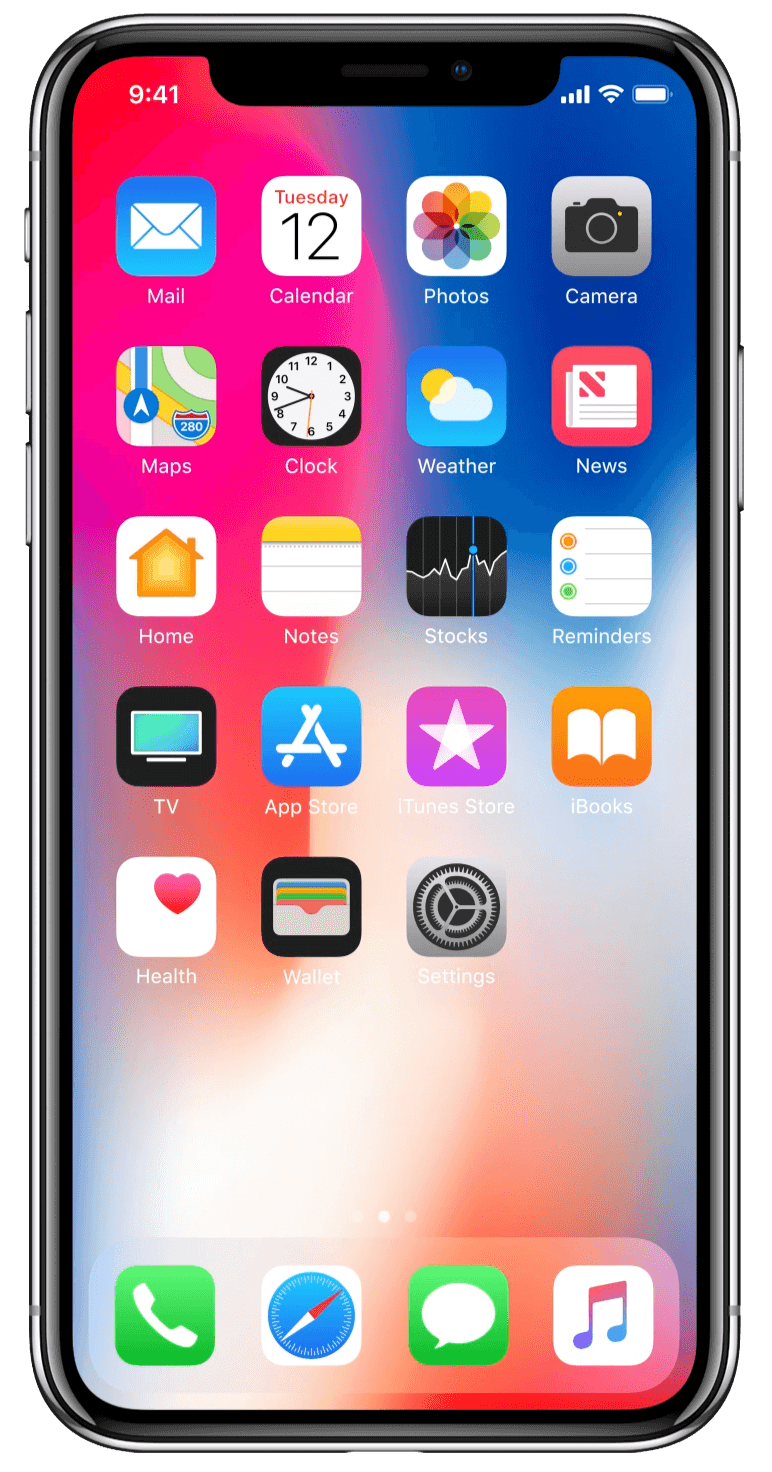 9:41
Tuesday
12
Mail
Calendar
Photos
Camera
280
12
11
1
10
2
9
3
8
4
7
5
6
Maps
Clock
Weather
News
Home
Notes
Stocks
Reminders
TV
App Store
iTunes Store
iBooks
Health
Wallet
Settings